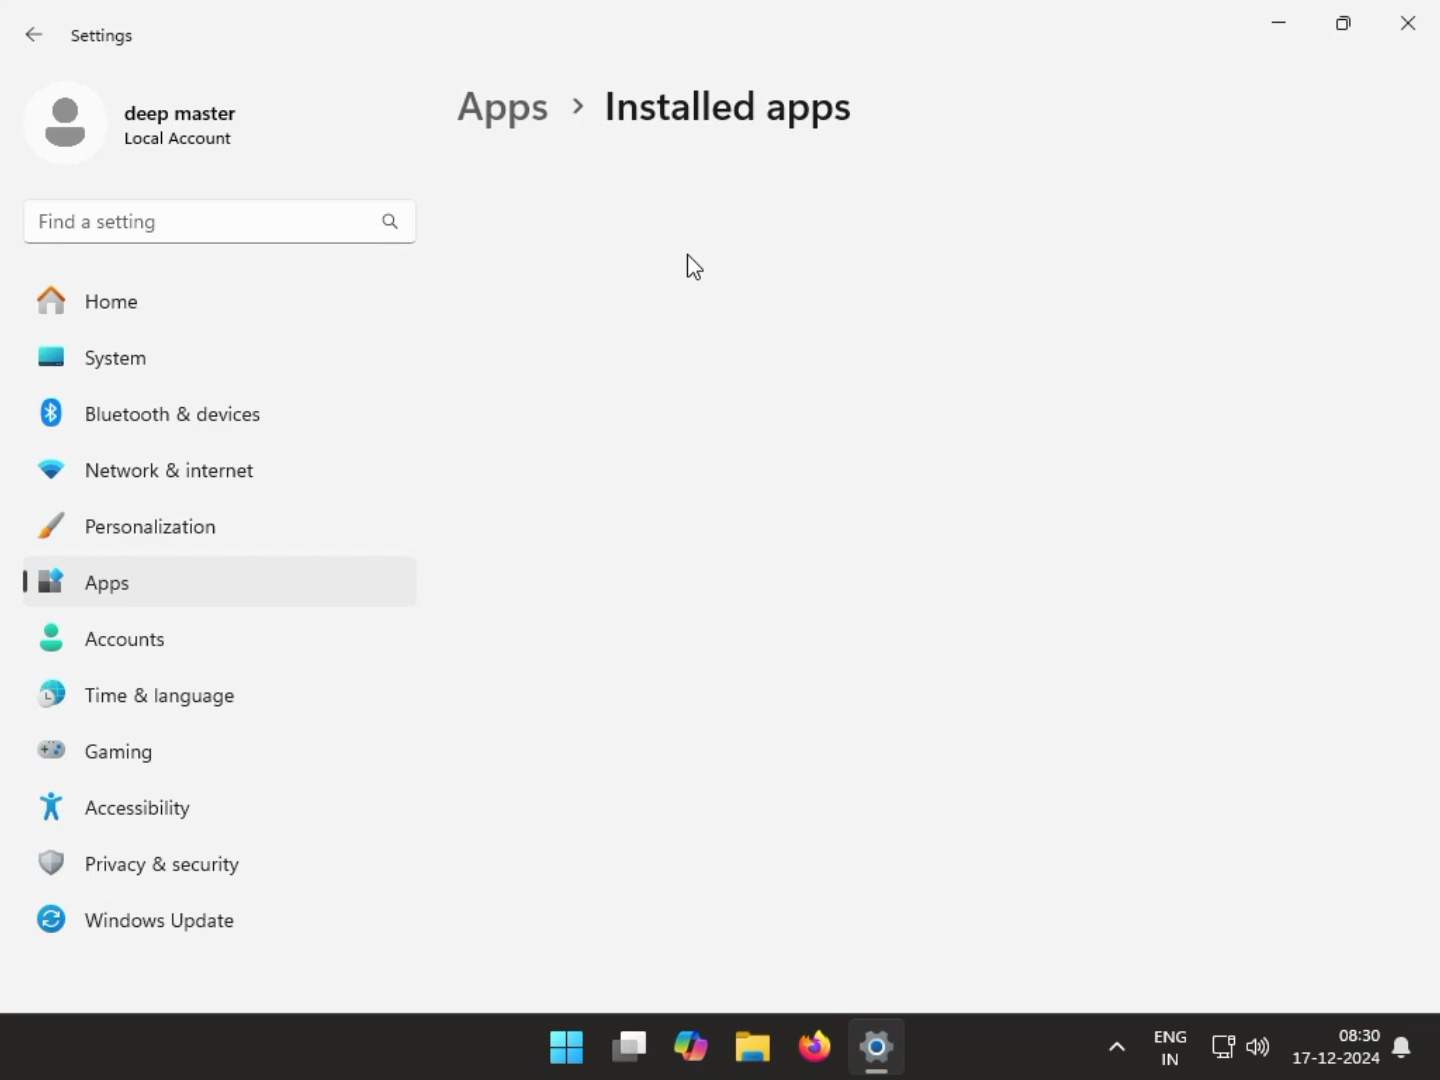 Settings
deep master
Local Account
Apps > Installed apps
Find a setting
Home
System
Bluetooth & devices
Network & internet
Personalization
Apps
Accounts
Time & language
Gaming
Accessibility
Privacy & security
Windows Update
ENG
IN
08:30
17-12-2024